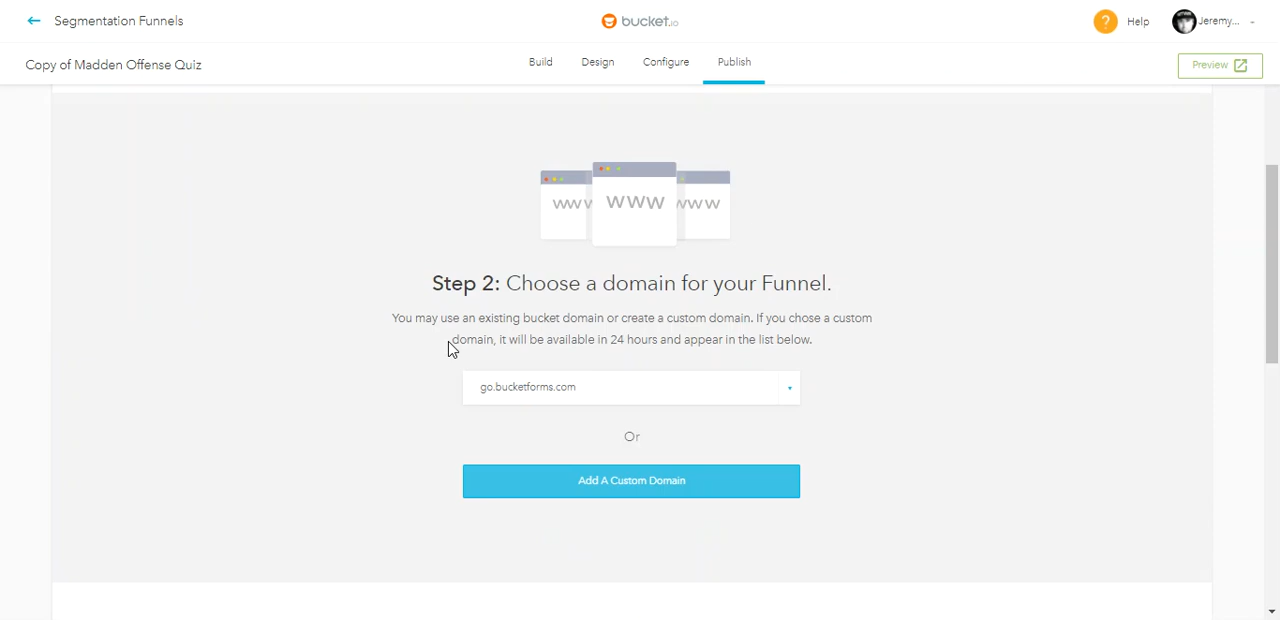 Segmentation Funnels
bucket.io
? Help
Jeremy...
Copy of Madden Offense Quiz
Build Design Configure Publish
Preview
www www www
Step 2: Choose a domain for your Funnel.
You may use an existing bucket domain or create a custom domain. If you chose a custom
domain, it will be available in 24 hours and appear in the list below.
go.bucketforms.com
Or
Add A Custom Domain